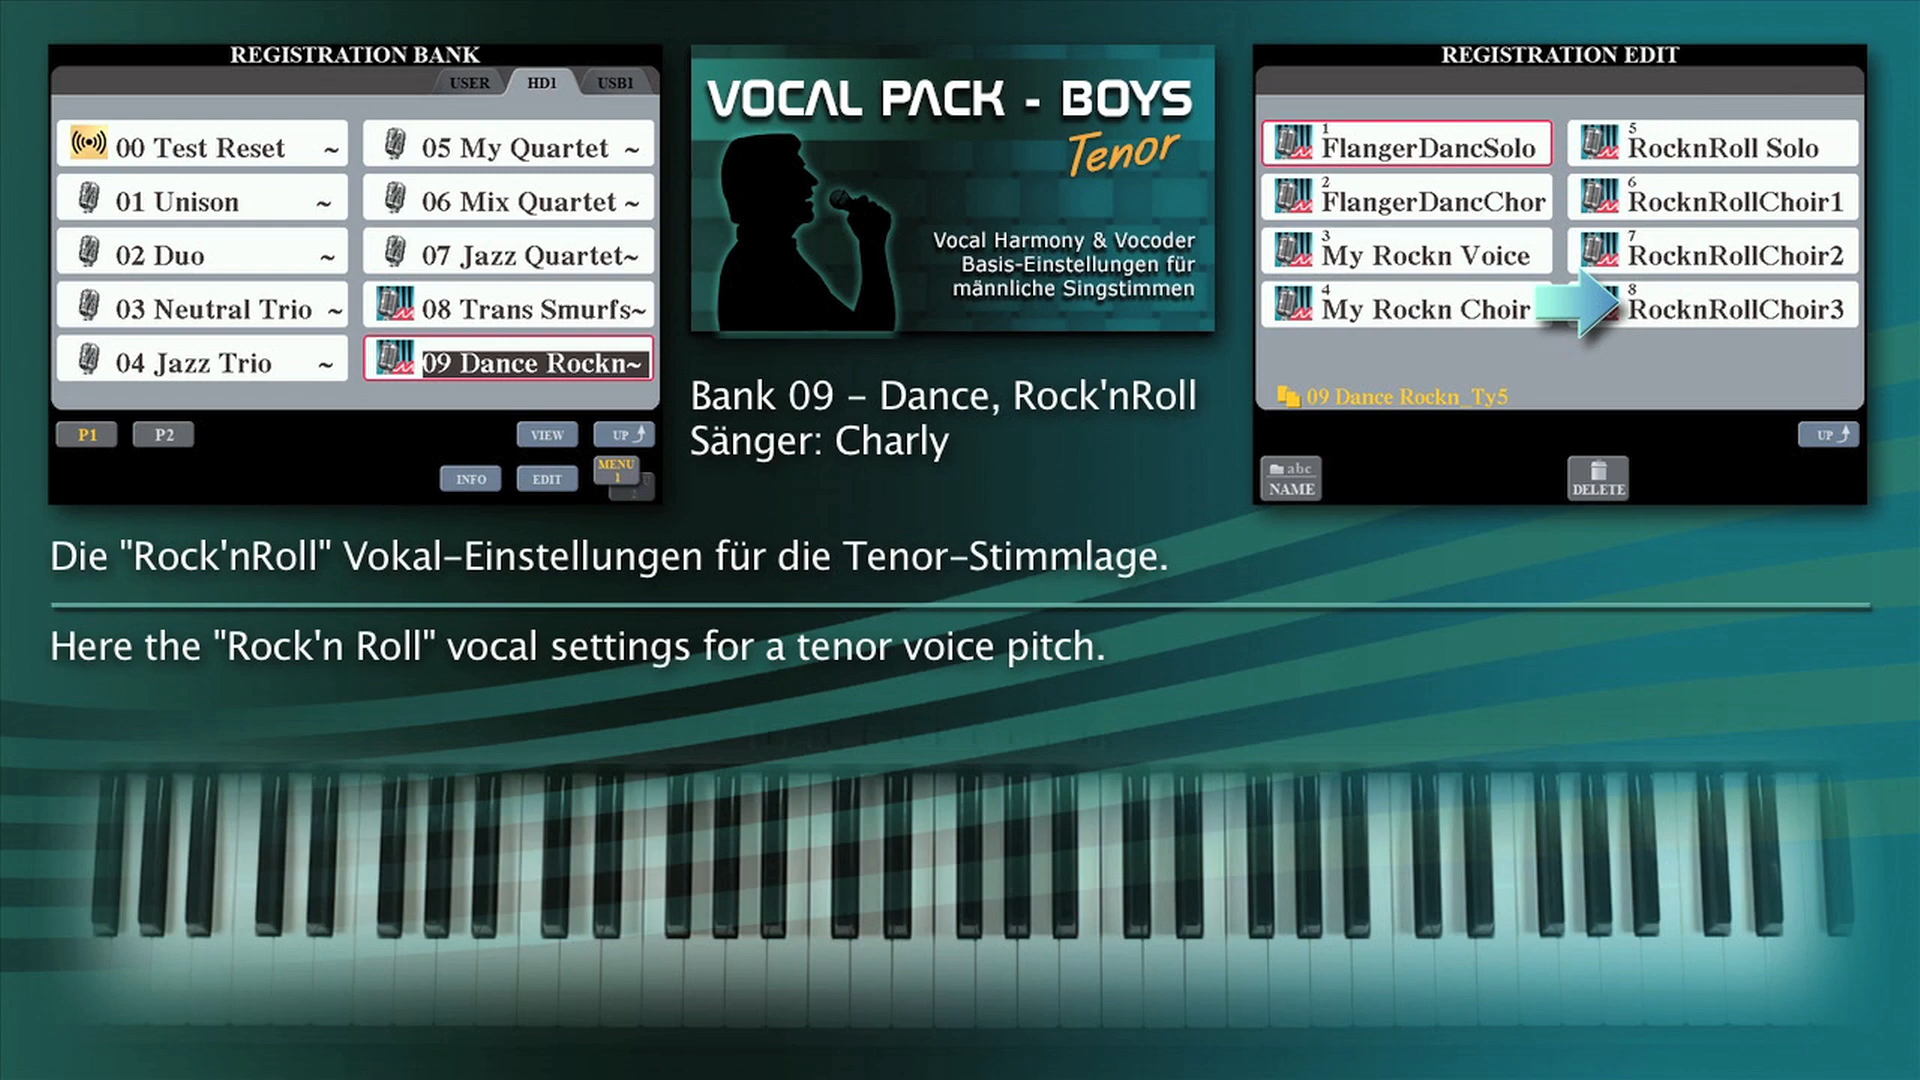 REGISTRATION BANK
USER HD1 USB1
00 Test Reset ~
01 Unison ~
02 Duo ~
03 Neutral Trio ~
04 Jazz Trio ~
05 My Quartet ~
06 Mix Quartet ~
07 Jazz Quartet~
08 Trans Smurfs~
09 Dance Rockn~
P1 P2 VIEW UP
INFO EDIT MENU 1
2
VOCAL PACK - BOYS
Tenor
Vocal Harmony & Vocoder
Basis-Einstellungen für
männliche Singstimmen
Bank 09 – Dance, Rock'nRoll
Sänger: Charly
REGISTRATION EDIT
1 FlangerDancSolo
2 FlangerDancChor
3 My Rockn Voice
4 My Rockn Choir
5 RocknRoll Solo
6 RocknRollChoir1
7 RocknRollChoir2
8 RocknRollChoir3
09 Dance Rockn_Ty5
UP
abc
NAME
DELETE
Die "Rock'nRoll" Vokal-Einstellungen für die Tenor-Stimmlage.
Here the "Rock'n Roll" vocal settings for a tenor voice pitch.